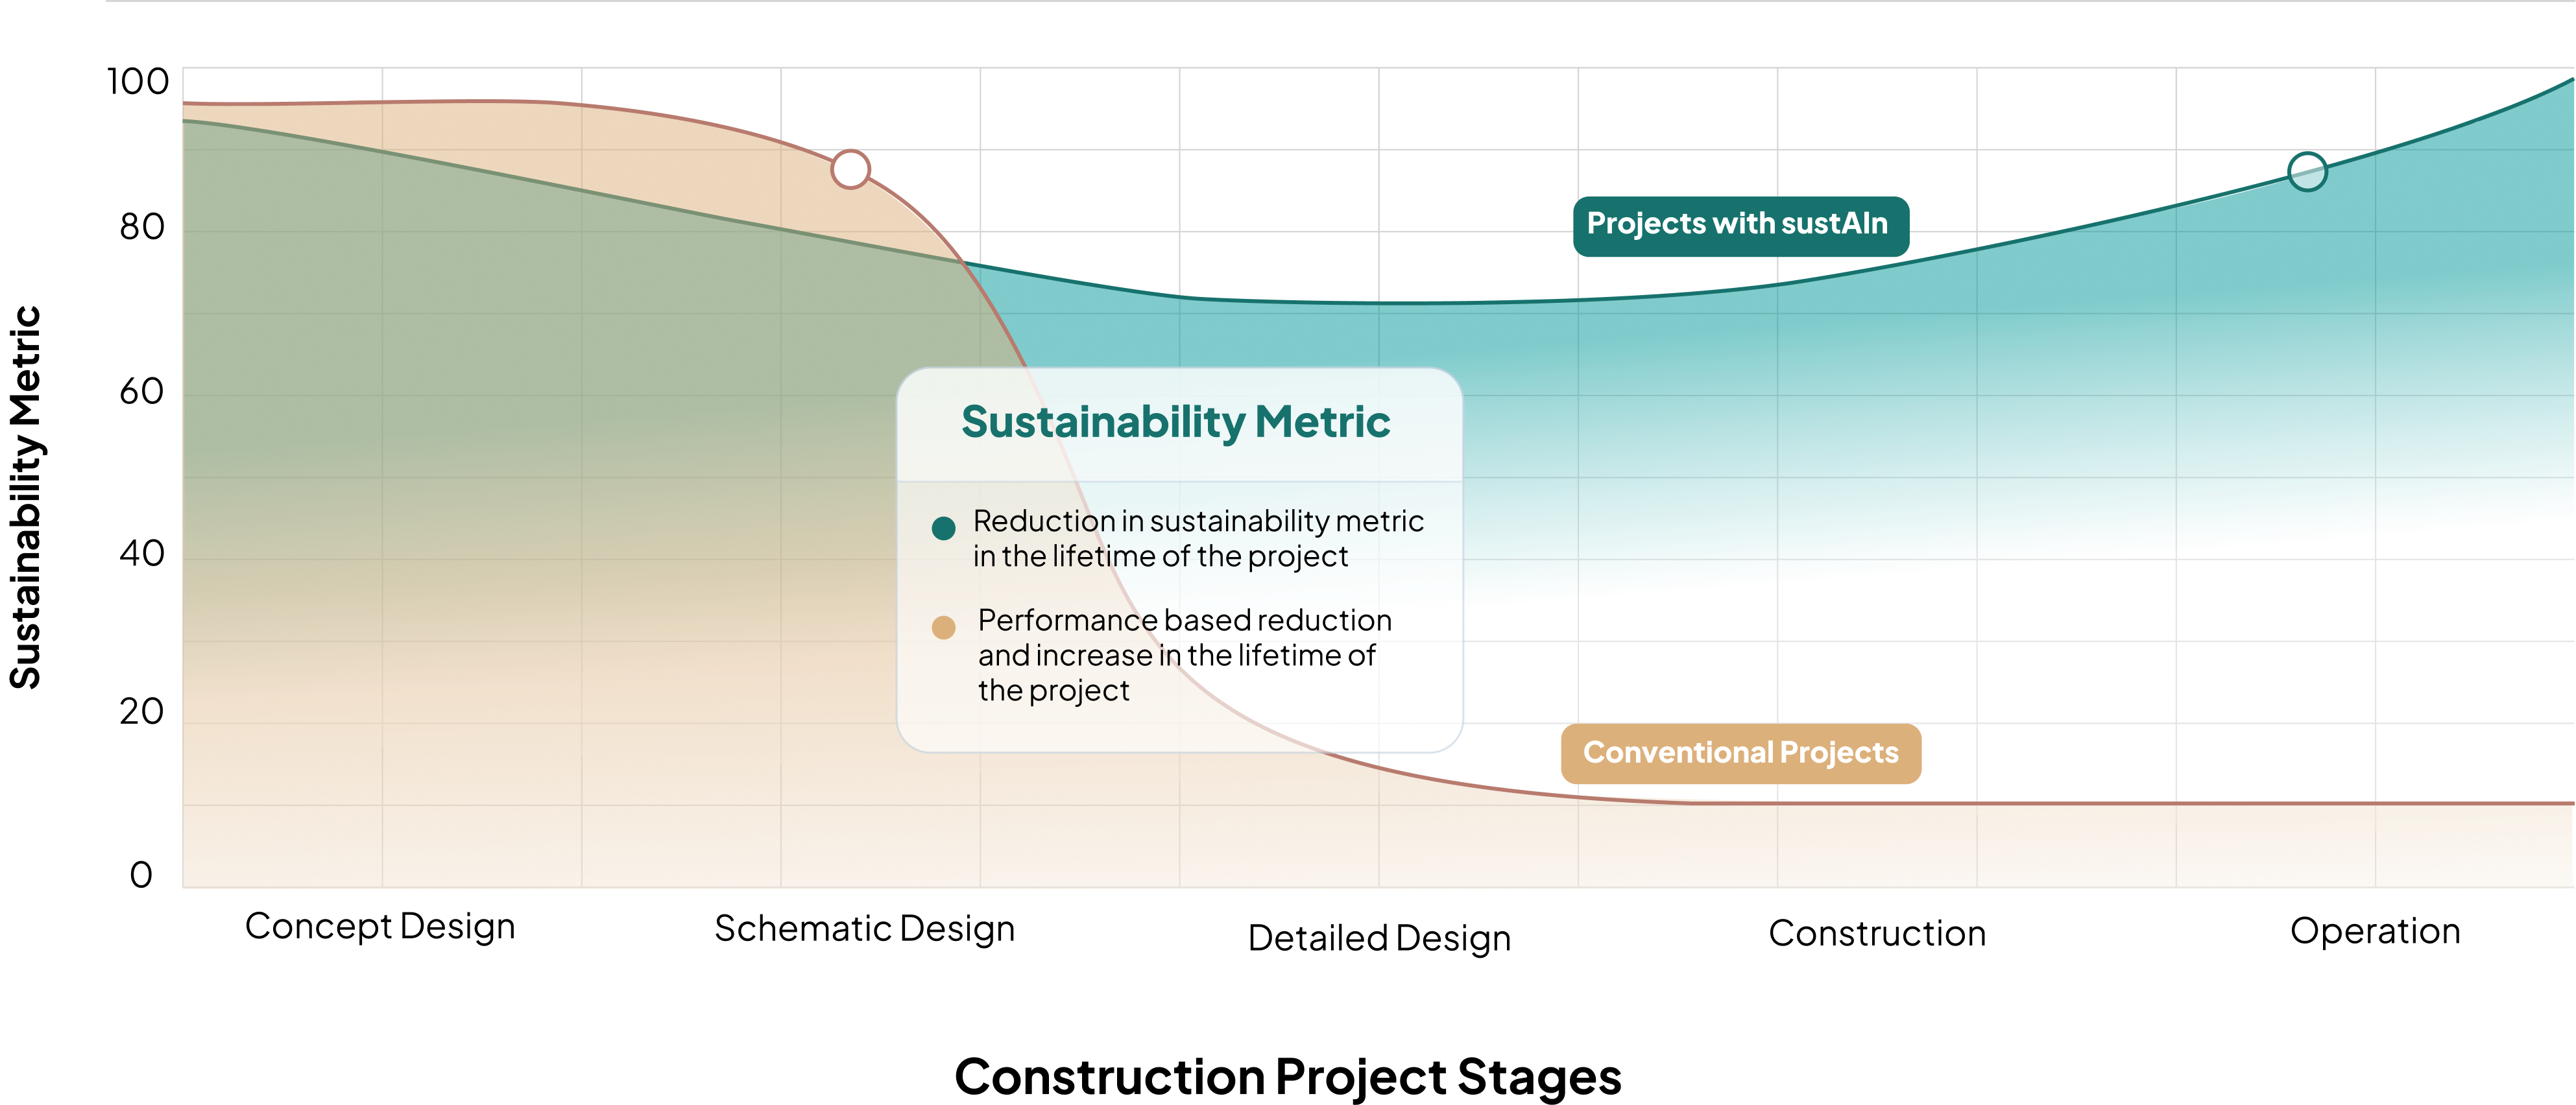 100
80
60
40
20
0
Sustainability Metric
Projects with sustAIn
Sustainability Metric
Reduction in sustainability metric
in the lifetime of the project
Performance based reduction
and increase in the lifetime of
the project
Conventional Projects
Concept Design
Schematic Design
Detailed Design
Construction
Operation
Construction Project Stages